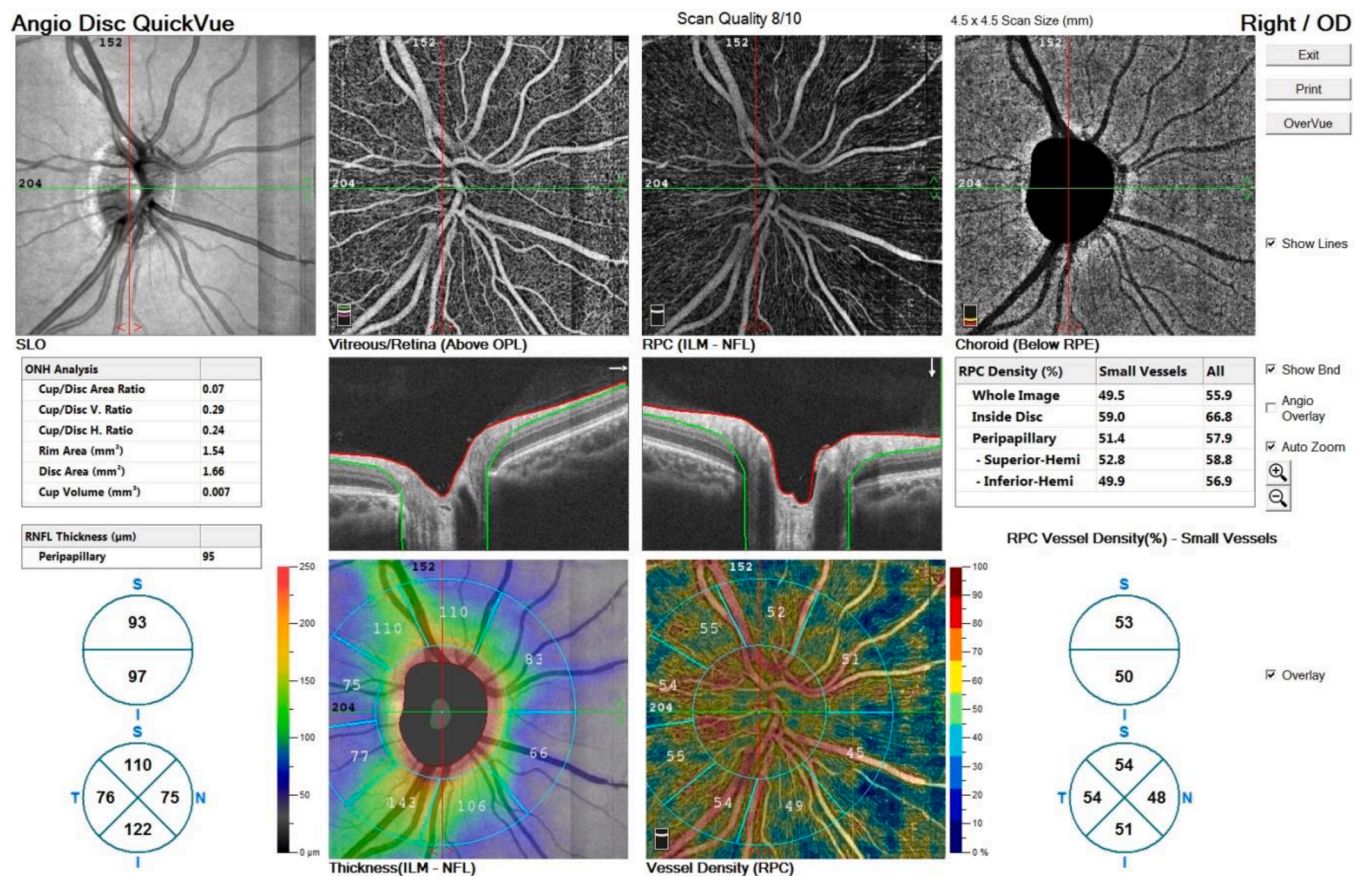 Angio Disc QuickVue
Scan Quality 8/10
4.5 x 4.5 Scan Size (mm)
Right / OD
152
204
SLO
152
204
Vitreous/Retina (Above OPL)
152
204
RPC (ILM - NFL)
152
204
Choroid (Below RPE)
Exit
Print
OverVue
Show Lines
Show Bnd
Angio
Overlay
Auto Zoom
Overlay
ONH Analysis
Cup/Disc Area Ratio 0.07
Cup/Disc V. Ratio 0.29
Cup/Disc H. Ratio 0.24
Rim Area (mm²) 1.54
Disc Area (mm²) 1.66
Cup Volume (mm³) 0.007
RNFL Thickness (µm)
Peripapillary 95
RPC Density (%) Small Vessels All
Whole Image 49.5 55.9
Inside Disc 59.0 66.8
Peripapillary 51.4 57.9
- Superior-Hemi 52.8 58.8
- Inferior-Hemi 49.9 56.9
S
93
97
I
S
110
T 76 75 N
122
I
250
200
150
100
50
0 µm
152
110
110
83
75
204
77
66
143
106
Thickness(ILM - NFL)
152
52
55
51
54
204
55
45
54
49
Vessel Density (RPC)
100
90
80
70
60
50
40
30
20
10
0 %
RPC Vessel Density(%) - Small Vessels
S
53
50
I
S
54
T 54 48 N
51
I